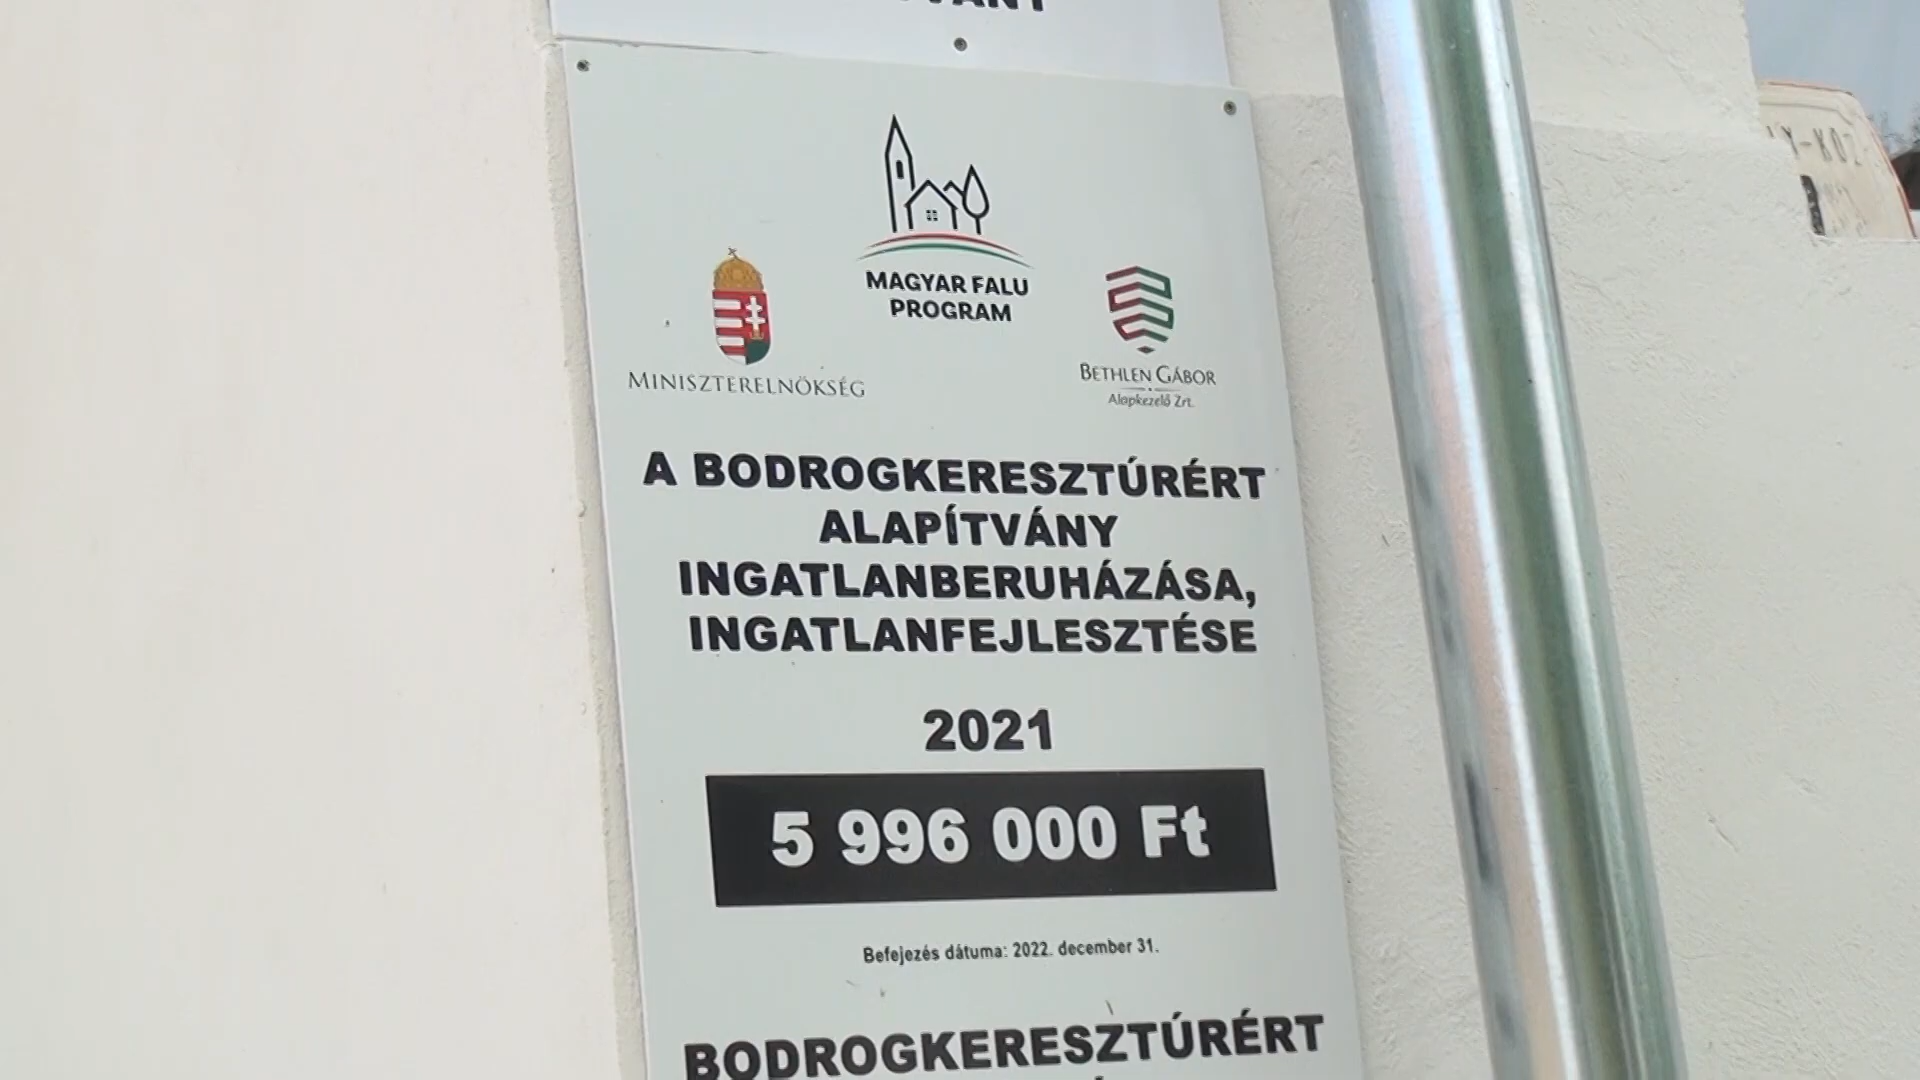 MAGYAR FALU
PROGRAM
MINISZTERELNÖKSÉG
BETHLEN GÁBOR
Alapkezelő Zrt.
A BODROGKERESZTÚRÉRT
ALAPÍTVÁNY
INGATLANBERUHÁZÁSA,
INGATLANFEJLESZTÉSE
2021
5 996 000 Ft
Befejezés dátuma: 2022. december 31.
BODROGKERESZTÚRÉRT